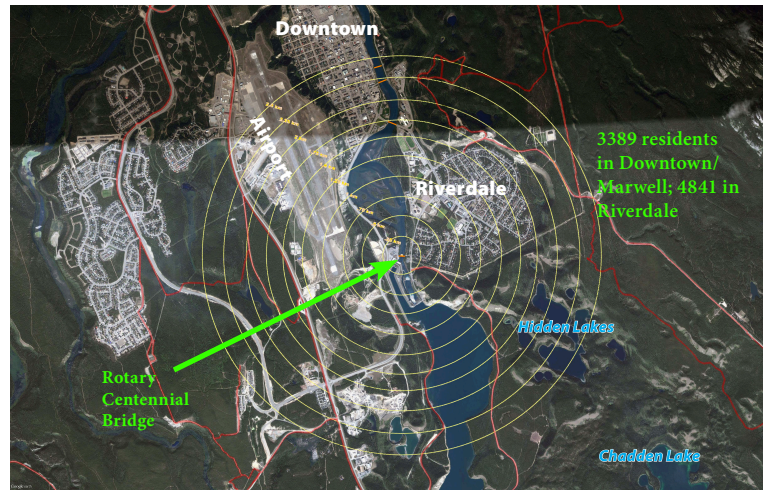 Downtown
Airport
3389 residents
in Downtown/
Marwell; 4841 in
Riverdale
Riverdale
Hidden Lakes
Rotary
Centennial
Bridge
Chadden Lake